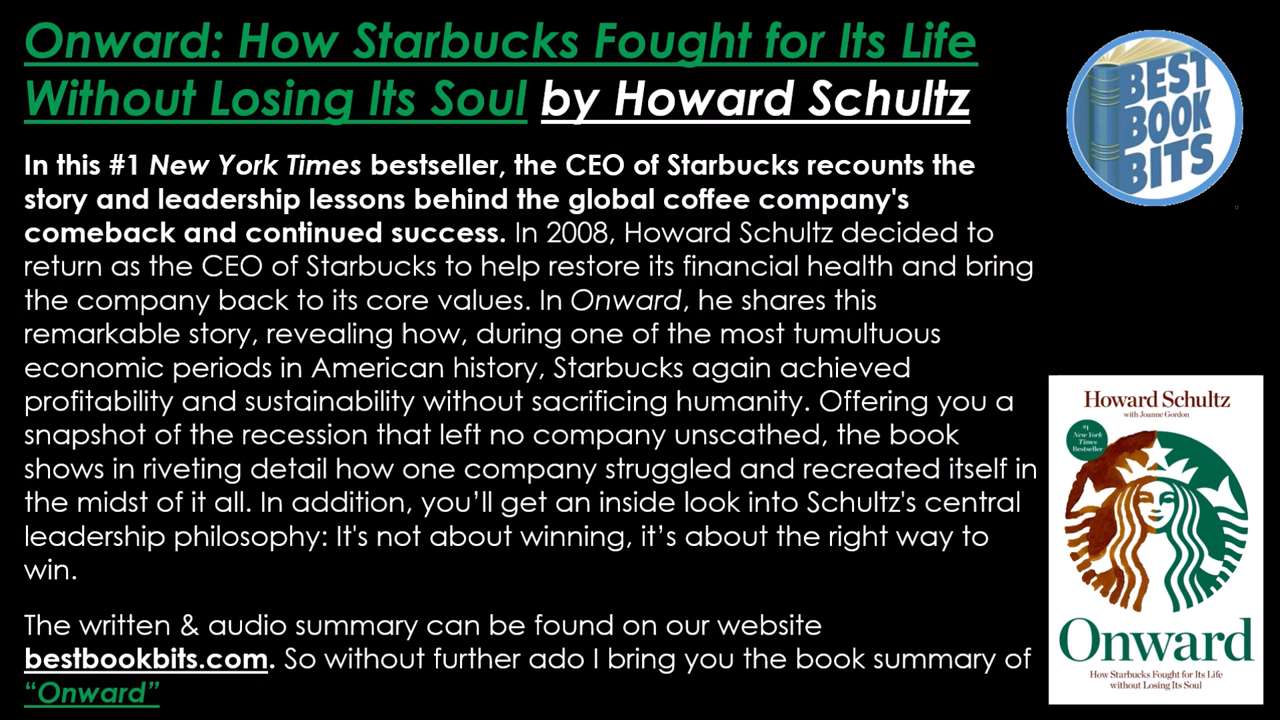 Onward: How Starbucks Fought for Its Life
Without Losing Its Soul by Howard Schultz
In this #1 New York Times bestseller, the CEO of Starbucks recounts the
story and leadership lessons behind the global coffee company's
comeback and continued success. In 2008, Howard Schultz decided to
return as the CEO of Starbucks to help restore its financial health and bring
the company back to its core values. In Onward, he shares this
remarkable story, revealing how, during one of the most tumultuous
economic periods in American history, Starbucks again achieved
profitability and sustainability without sacrificing humanity. Offering you a
snapshot of the recession that left no company unscathed, the book
shows in riveting detail how one company struggled and recreated itself in
the midst of it all. In addition, you’ll get an inside look into Schultz's central
leadership philosophy: It's not about winning, it’s about the right way to
win.
The written & audio summary can be found on our website
bestbookbits.com. So without further ado I bring you the book summary of
“Onward”
BEST
BOOK
BITS
Howard Schultz
with Joanne Gordon
#1
New York
Times
Bestseller
Onward
How Starbucks Fought for Its Life
without Losing Its Soul